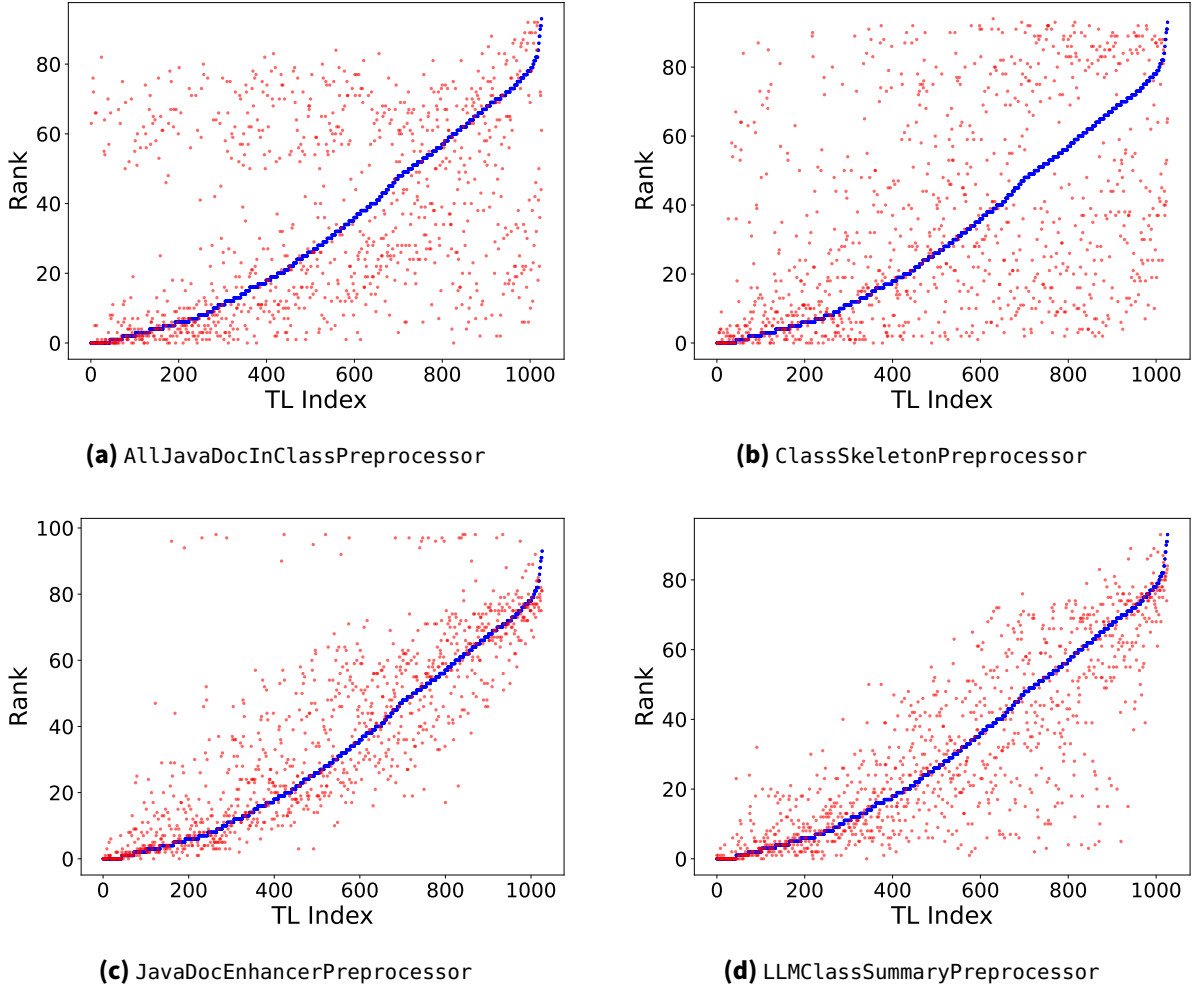 80
60
40
20
0
Rank
0 200 400 600 800 1000
TL Index
(a) AllJavaDocInClassPreprocessor
80
60
40
20
0
Rank
0 200 400 600 800 1000
TL Index
(b) ClassSkeletonPreprocessor
100
80
60
40
20
0
Rank
0 200 400 600 800 1000
TL Index
(c) JavaDocEnhancerPreprocessor
80
60
40
20
0
Rank
0 200 400 600 800 1000
TL Index
(d) LLMClassSummaryPreprocessor